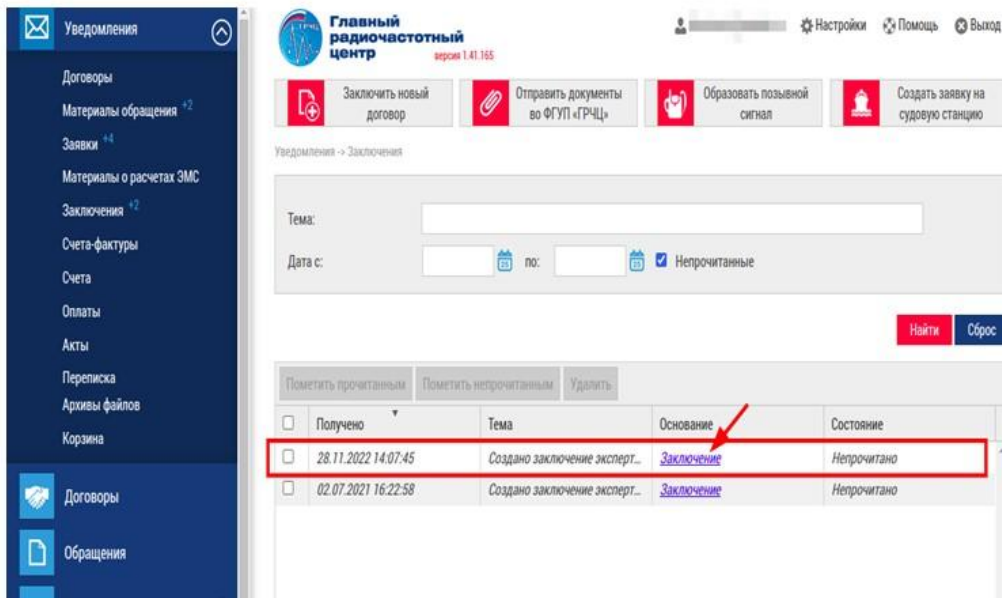 Уведомления
Договоры
Материалы обращения +2
Заявки +4
Материалы о расчетах ЭМС
Заключения +2
Счета-фактуры
Счета
Оплаты
Акты
Переписка
Архивы файлов
Корзина
Договоры
Обращения
Главный
радиочастотный
центр
версия 1.41.165
Настройки
Помощь
Выход
Заключить новый
договор
Отправить документы
во ФГУП «ГРЧЦ»
Образовать позывной
сигнал
Создать заявку на
судовую станцию
Уведомления -> Заключения
Тема:
Дата с:
по:
Непрочитанные
Найти
Сброс
Пометить прочитанным
Пометить непрочитанным
Удалить
Получено Тема Основание Состояние
28.11.2022 14:07:45 Создано заключение эксперт... Заключение Непрочитано
02.07.2021 16:22:58 Создано заключение эксперт... Заключение Непрочитано